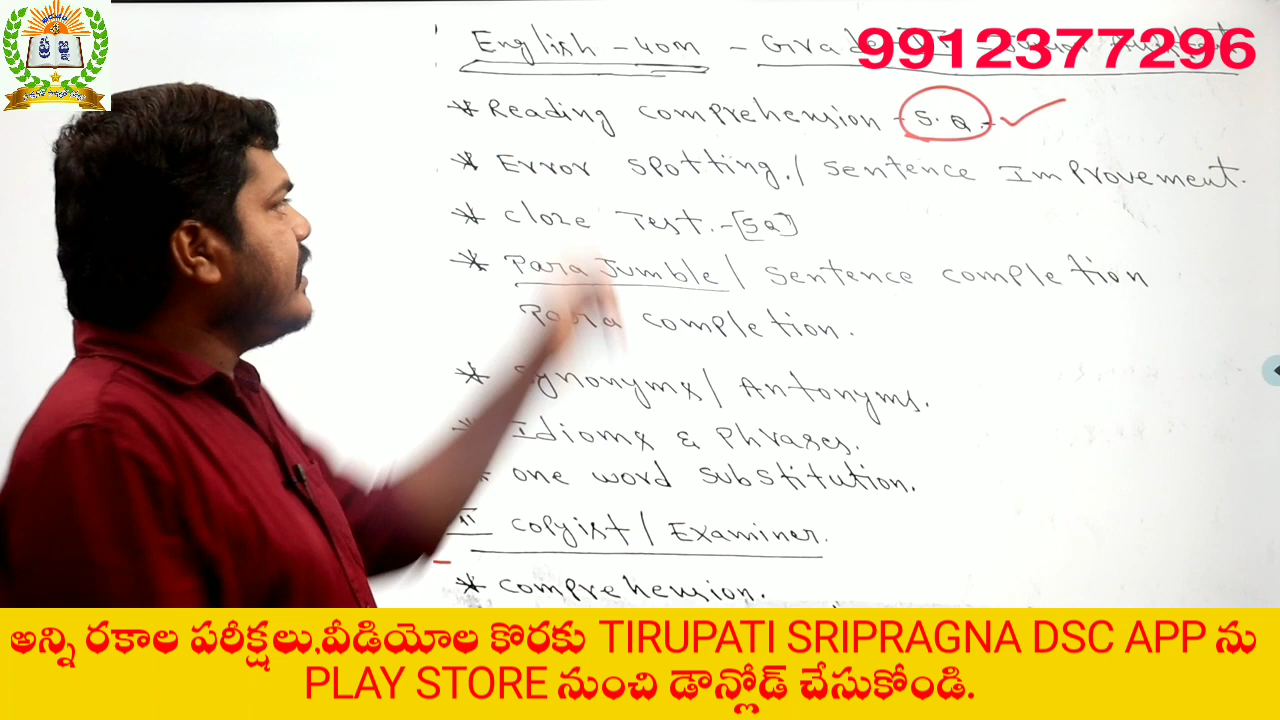 English - 40m - Grade
9912377296
* Reading comprehension - S.Q. -
* Error spotting. / Sentence Improvement.
* Cloze Test. - [S Q]
* Para Jumble / Sentence completion
Para completion.
* Synonyms / Antonyms.
* Idioms & Phrases.
* one word substitution.
II Copyist / Examiner.
* Comprehension.
అన్ని రకాల పరీక్షలు,వీడియోల కొరకు TIRUPATI SRIPRAGNA DSC APP ను
PLAY STORE నుంచి డౌన్లోడ్ చేసుకోండి.